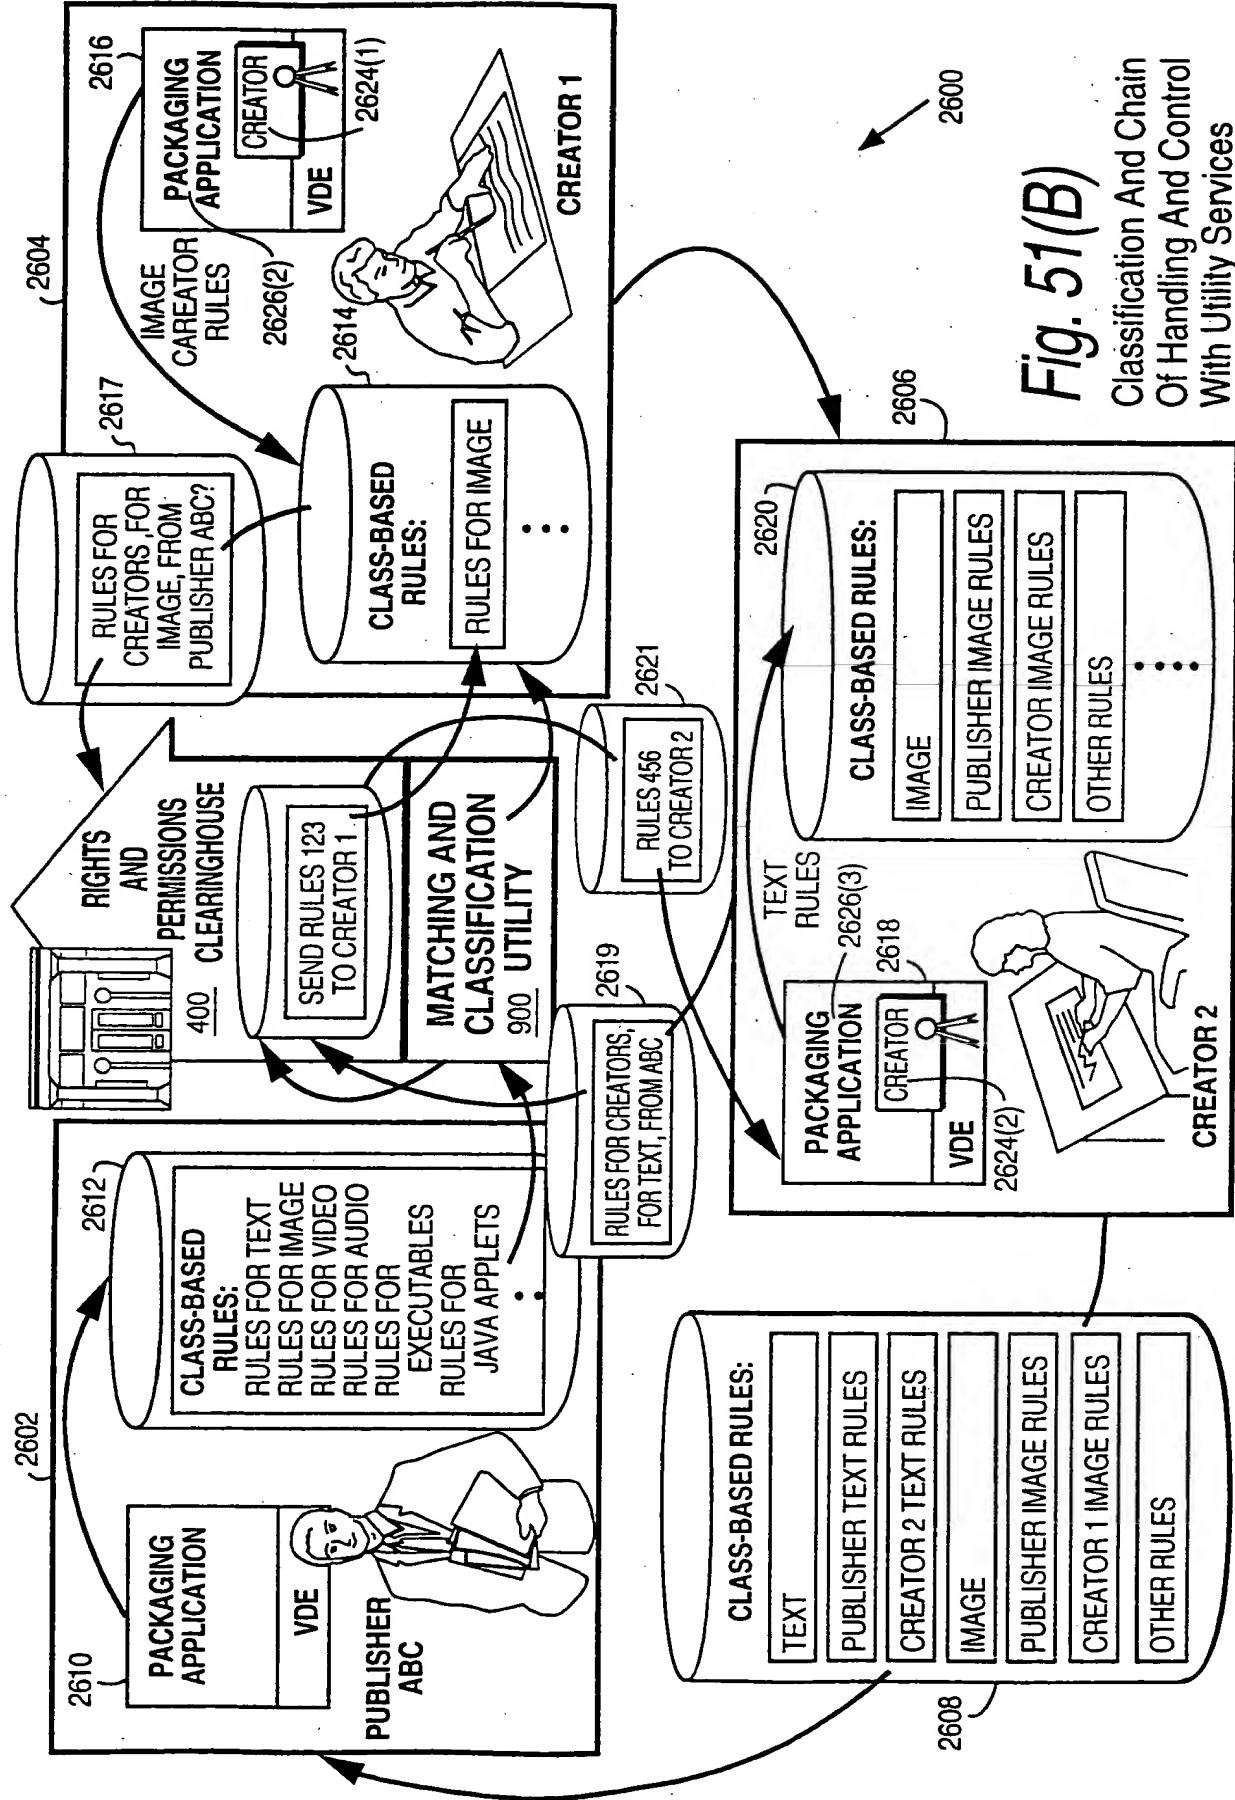 2602
2610
PACKAGING
APPLICATION
VDE
PUBLISHER
ABC
2612
CLASS-BASED
RULES:
RULES FOR TEXT
RULES FOR IMAGE
RULES FOR VIDEO
RULES FOR AUDIO
RULES FOR
EXECUTABLES
RULES FOR
JAVA APPLETS
RIGHTS
AND
PERMISSIONS
CLEARINGHOUSE
400
SEND RULES 123
TO CREATOR 1
MATCHING AND
CLASSIFICATION
900 UTILITY
2604
2617
RULES FOR
CREATORS ,FOR
IMAGE, FROM
PUBLISHER ABC?
IMAGE
CAREATOR
RULES
2616
PACKAGING
APPLICATION
CREATOR
VDE
2624(1)
2626(2)
2614
CLASS-BASED
RULES:
RULES FOR IMAGE
CREATOR 1
2619
RULES FOR CREATORS,
FOR TEXT, FROM ABC
2621
RULES 456
TO CREATOR 2
2608
CLASS-BASED RULES:
TEXT
PUBLISHER TEXT RULES
CREATOR 2 TEXT RULES
IMAGE
PUBLISHER IMAGE RULES
CREATOR 1 IMAGE RULES
OTHER RULES
2606
PACKAGING
APPLICATION
CREATOR
VDE
2618
2626(3)
2624(2)
TEXT
RULES
CREATOR 2
2620
CLASS-BASED RULES:
IMAGE
PUBLISHER IMAGE RULES
CREATOR IMAGE RULES
OTHER RULES
2600
Fig. 51(B)
Classification And Chain
Of Handling And Control
With Utility Services